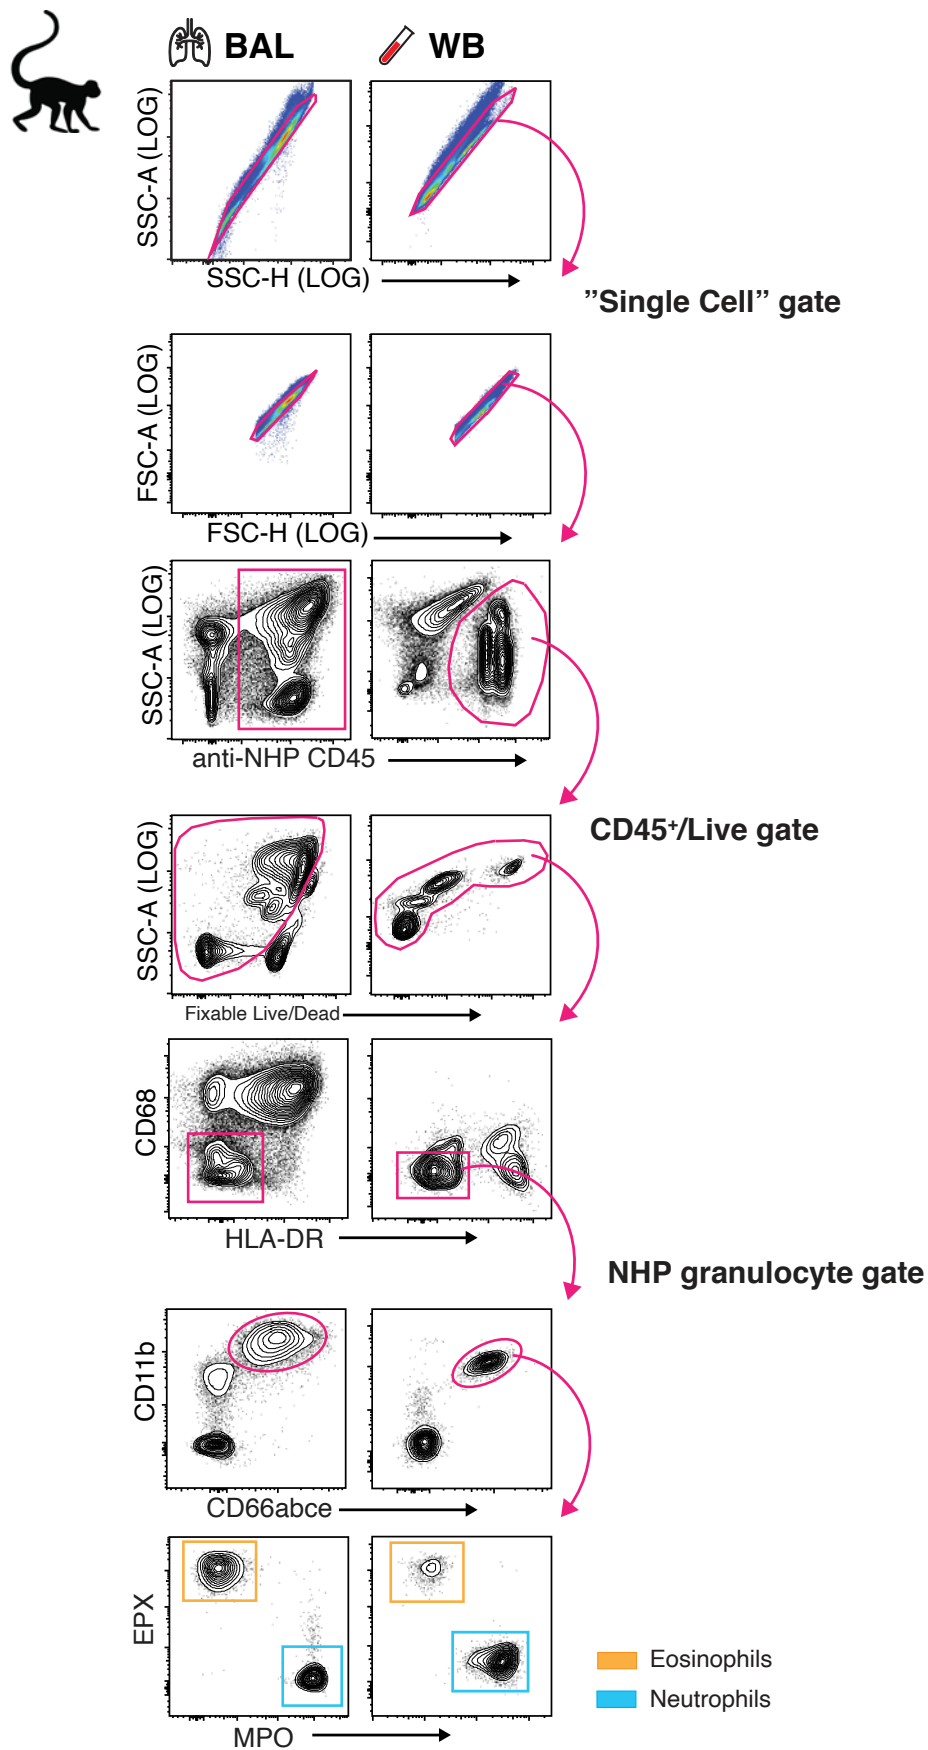 BAL
WB
SSC-A (LOG)
SSC-H (LOG)
”Single Cell” gate
FSC-A (LOG)
FSC-H (LOG)
SSC-A (LOG)
anti-NHP CD45
CD45⁺/Live gate
SSC-A (LOG)
Fixable Live/Dead
CD68
HLA-DR
NHP granulocyte gate
CD11b
CD66abce
EPX
MPO
Eosinophils
Neutrophils